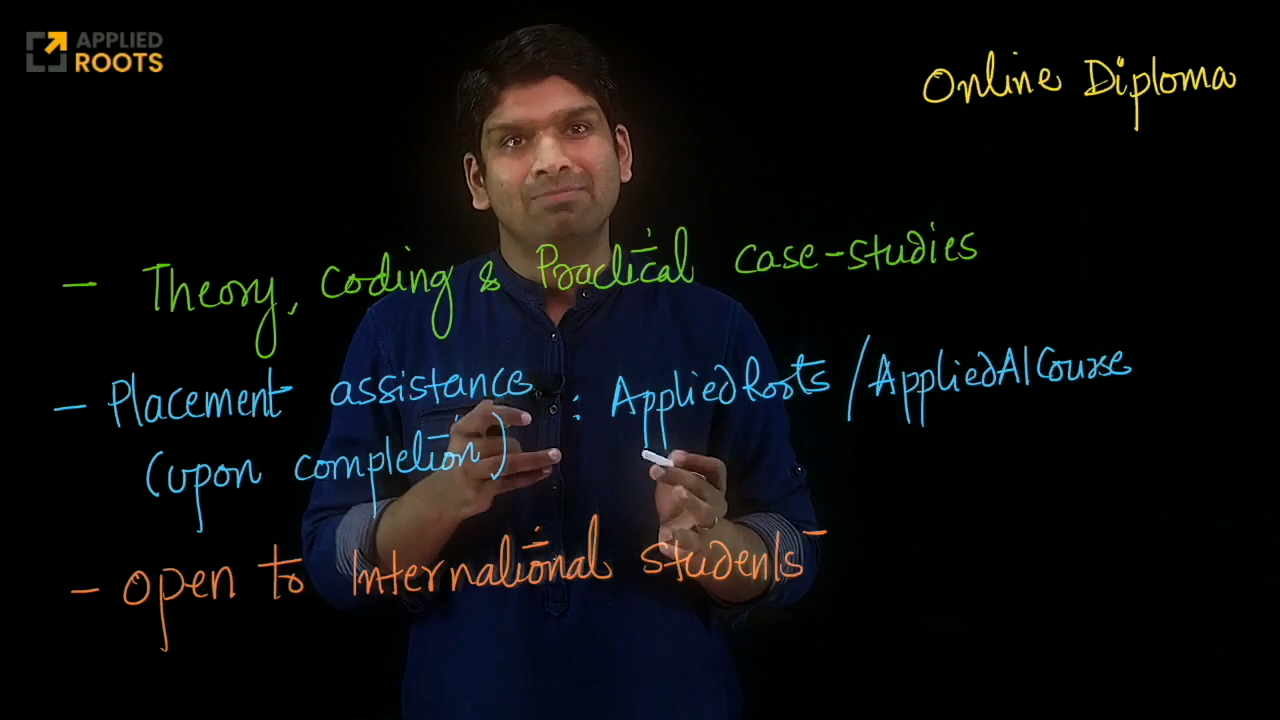 APPLIED
ROOTS
Online Diploma
- Theory, Coding & Practical case-studies
- Placement assistance : AppliedRoots / AppliedAICourse
(upon completion)
- Open to International students